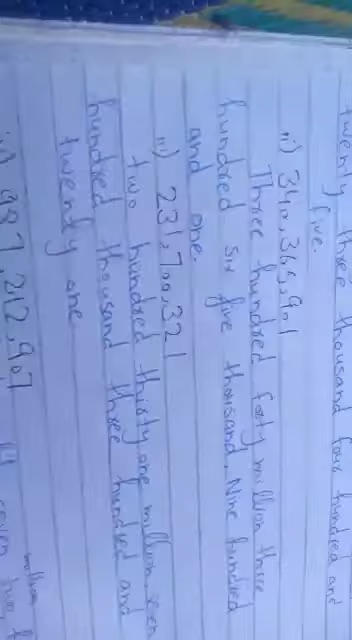 twenty three thousand four hundred and
five.
ii) 340,365,901
Three hundred forty million three
hundred six five thousand, Nine hundred
and one.
iii) 231,700,321
two hundred thirty one million seven
hundred thousand three hundred and
twenty one
987,212,907
million
seven